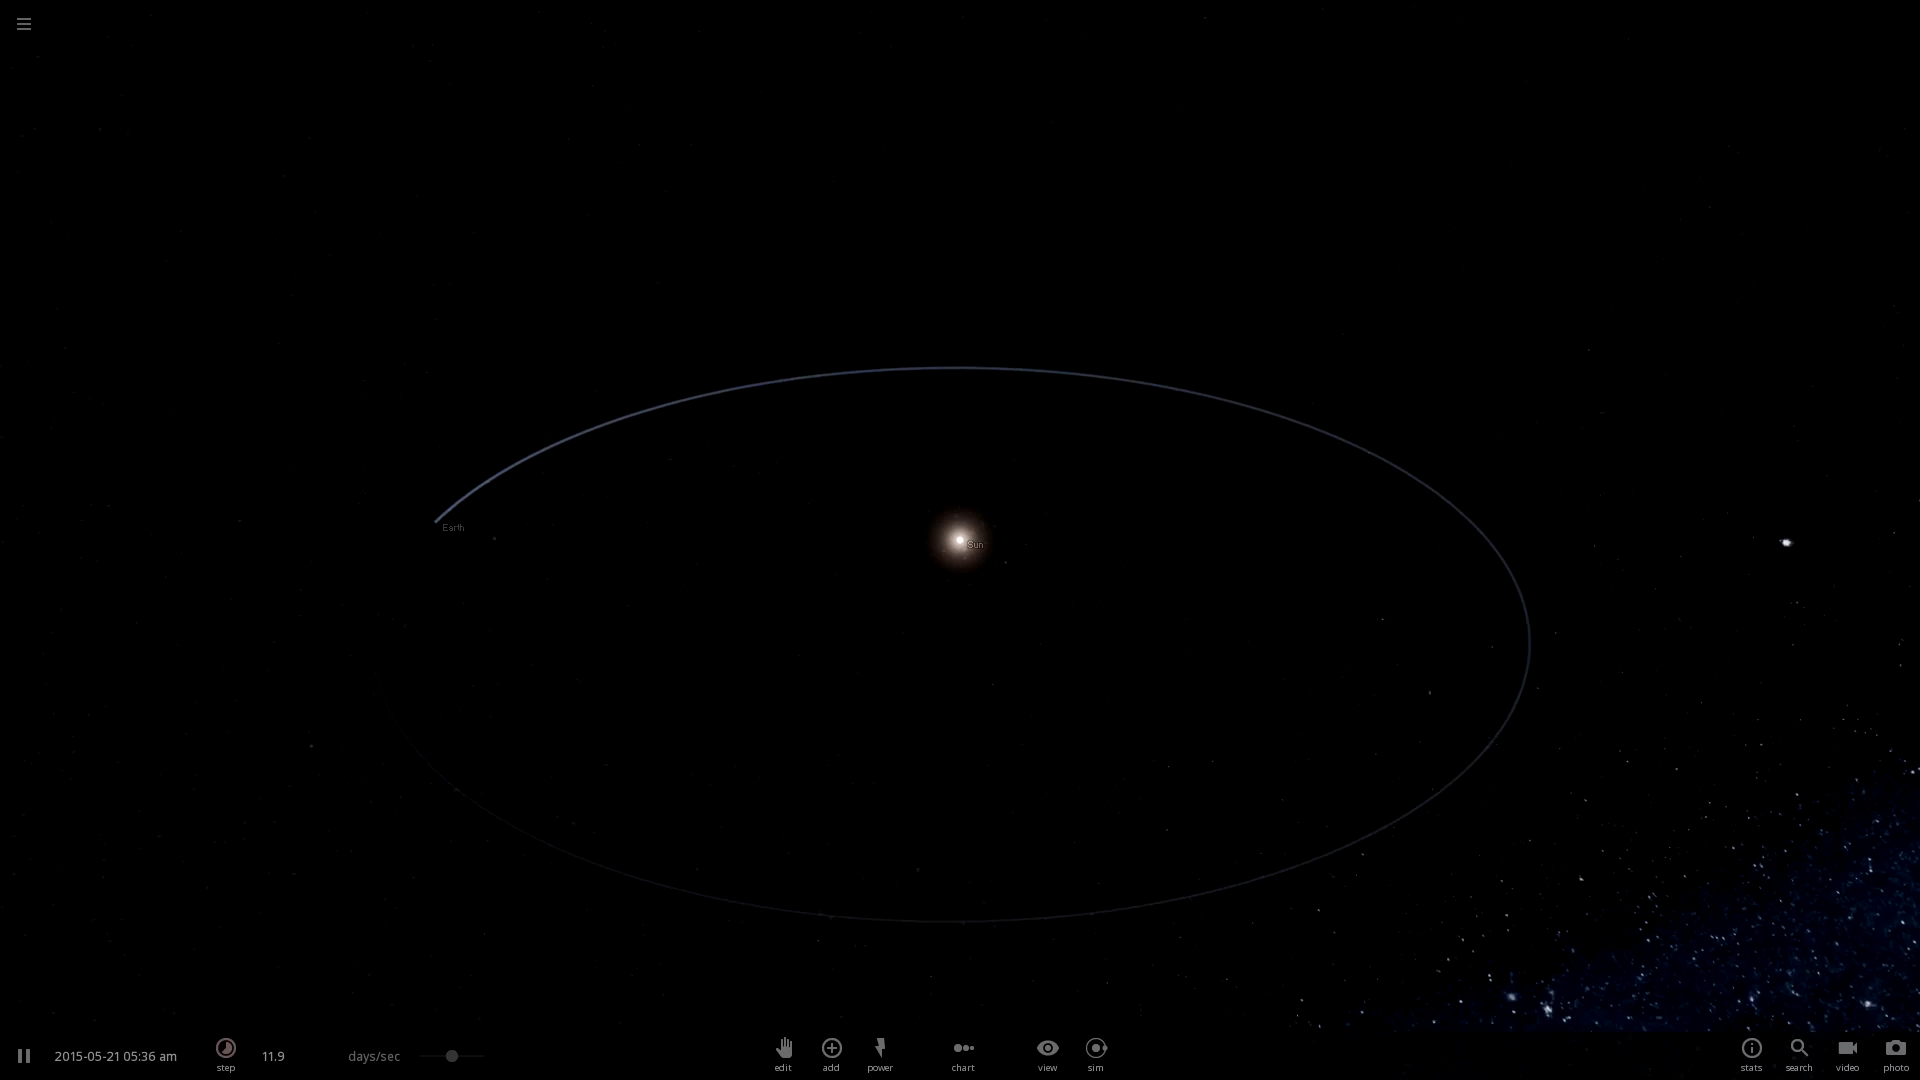 Earth
Sun
2015-05-21 05:36 am
step
11.9
days/sec
edit
add
power
chart
view
sim
stats
search
video
photo